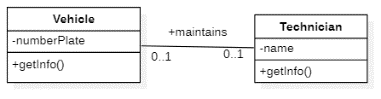 Vehicle
-numberPlate
+getInfo()
+maintains
0..1
0..1
Technician
-name
+getInfo()